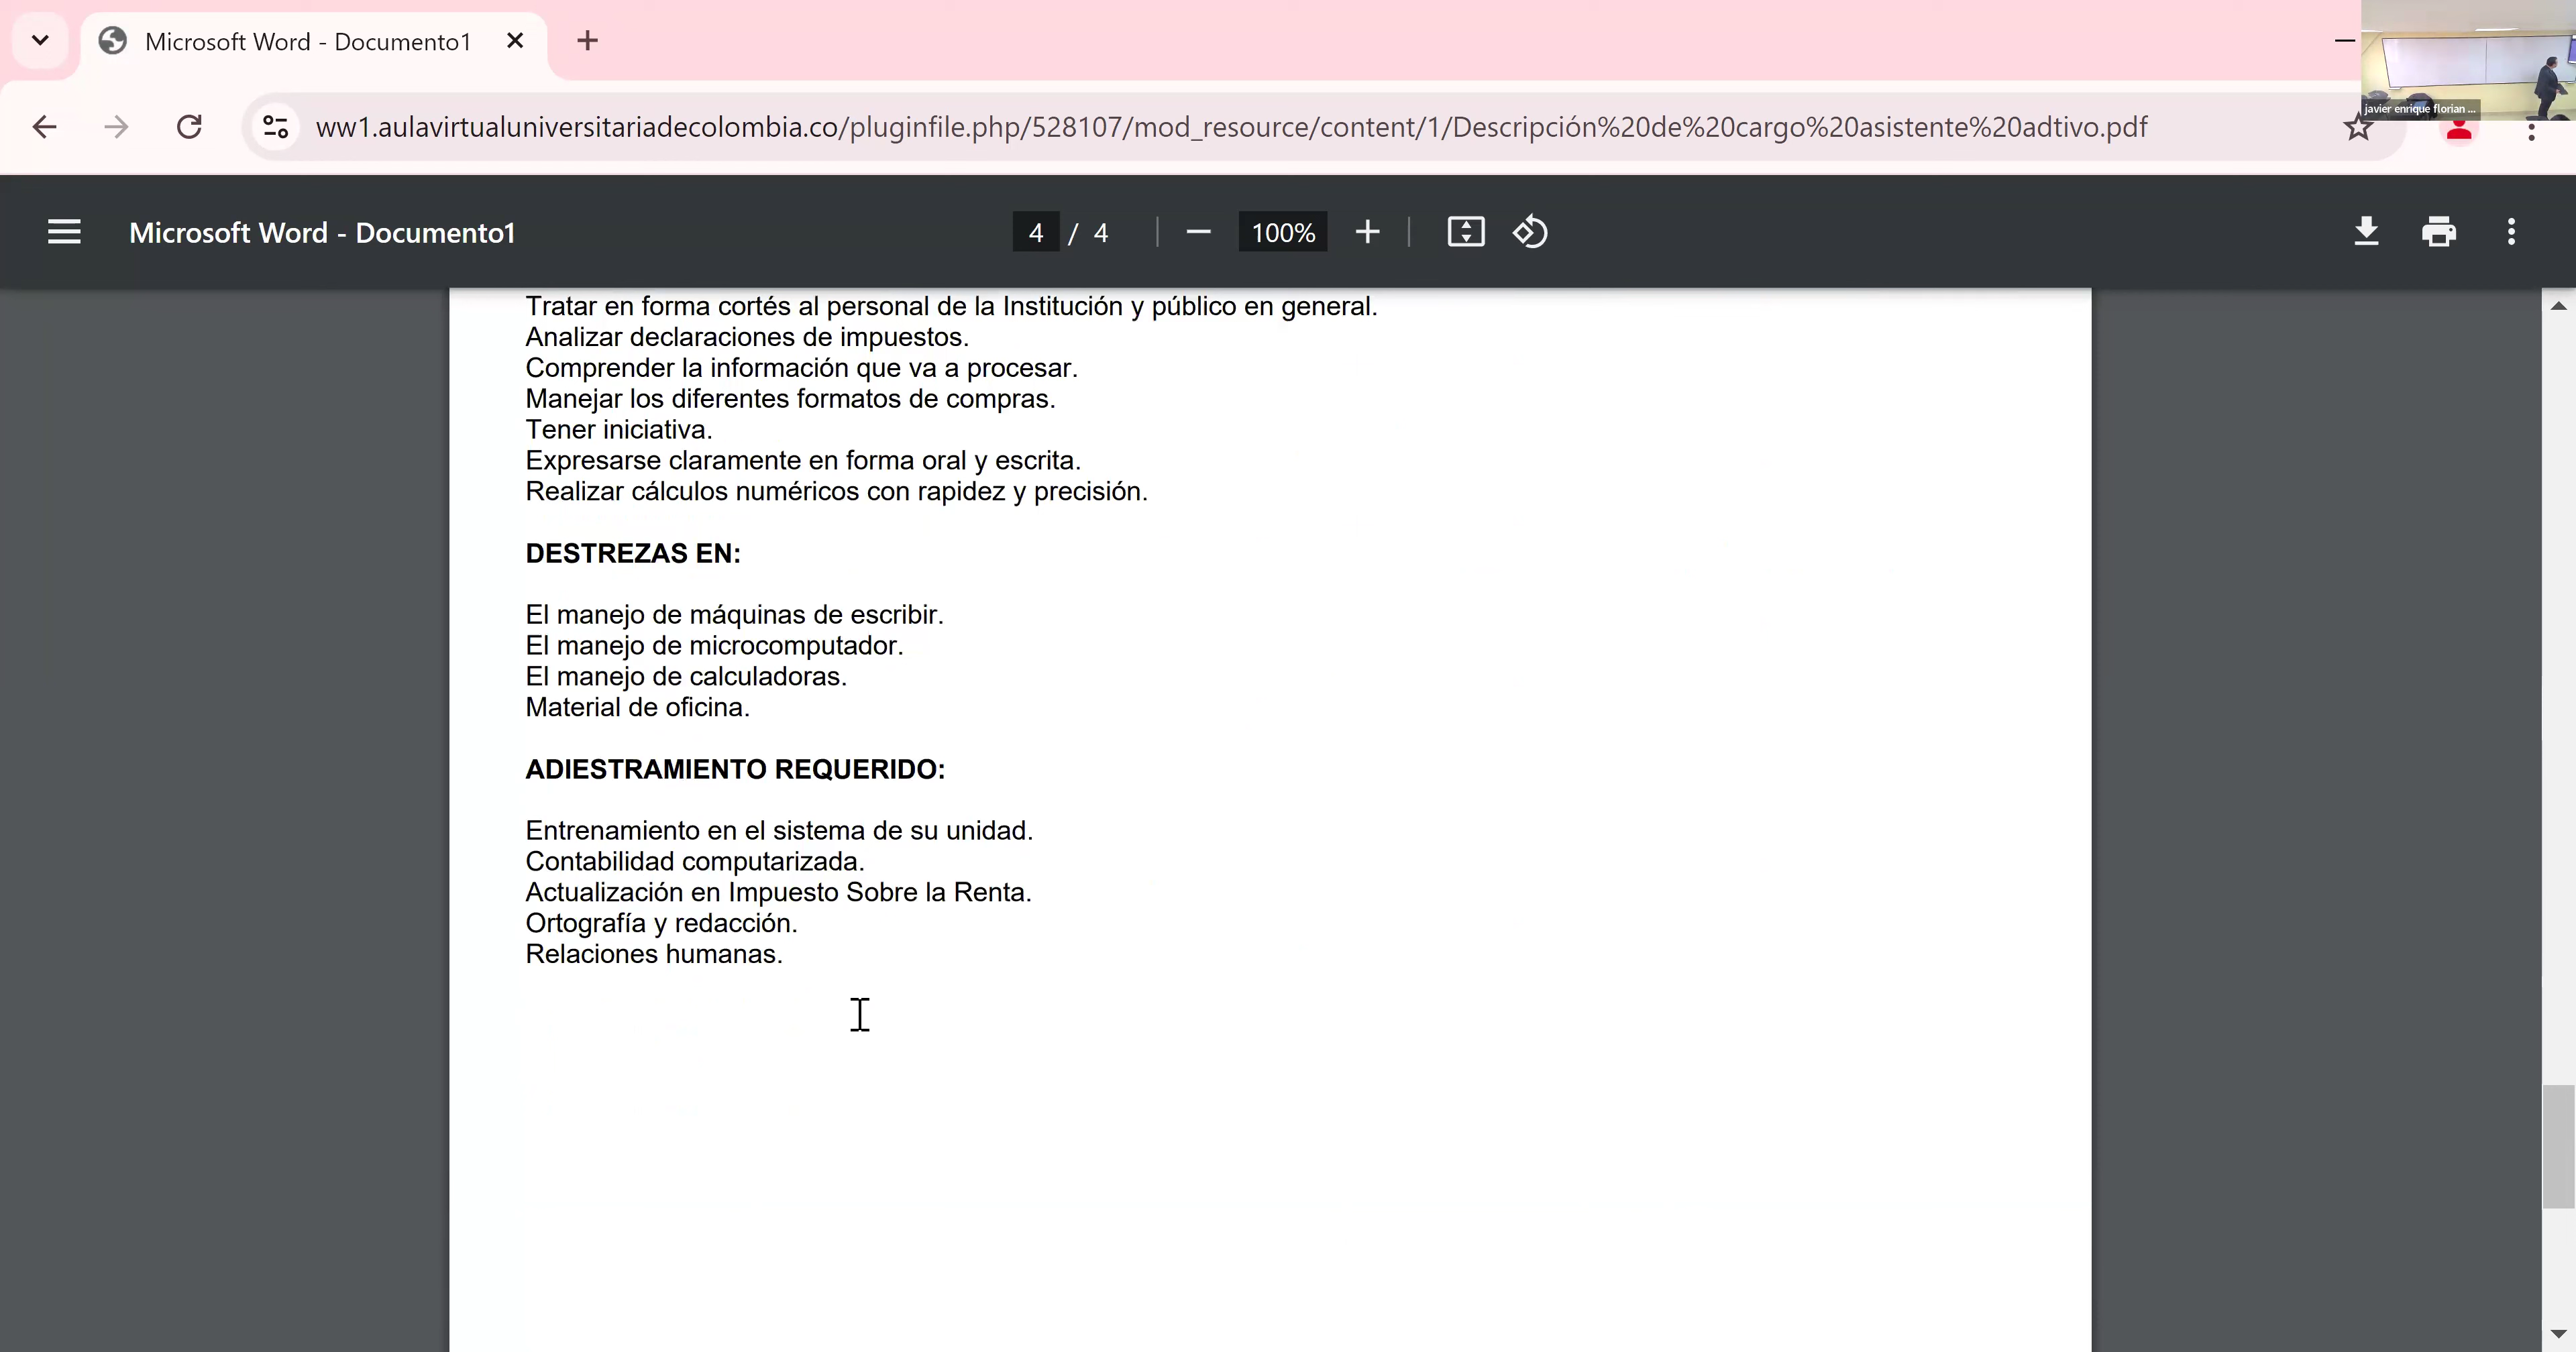 Microsoft Word - Documento1
ww1.aulavirtualuniversitariadecolombia.co/pluginfile.php/528107/mod_resource/content/1/Descripción%20de%20cargo%20asistente%20adtivo.pdf
javier enrique florian ...
Microsoft Word - Documento1
4 / 4
100%
Tratar en forma cortés al personal de la Institución y público en general.
Analizar declaraciones de impuestos.
Comprender la información que va a procesar.
Manejar los diferentes formatos de compras.
Tener iniciativa.
Expresarse claramente en forma oral y escrita.
Realizar cálculos numéricos con rapidez y precisión.
DESTREZAS EN:
El manejo de máquinas de escribir.
El manejo de microcomputador.
El manejo de calculadoras.
Material de oficina.
ADIESTRAMIENTO REQUERIDO:
Entrenamiento en el sistema de su unidad.
Contabilidad computarizada.
Actualización en Impuesto Sobre la Renta.
Ortografía y redacción.
Relaciones humanas.